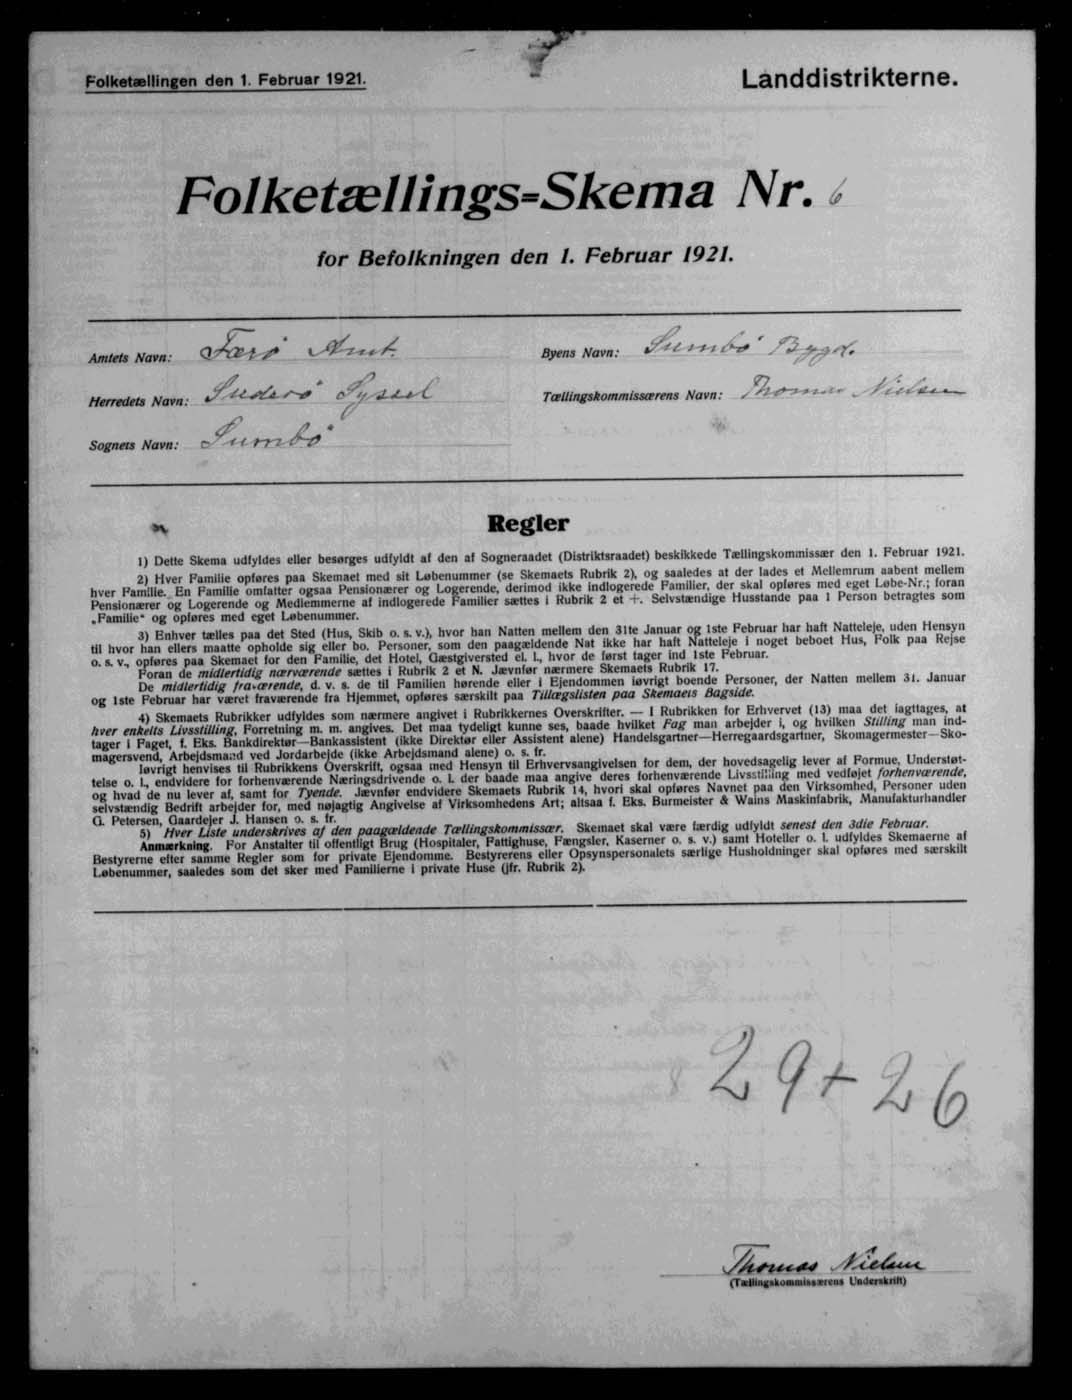 Folketællingen den 1. Februar 1921.
Landdistrikterne.
Folketællings=Skema Nr. 6
for Befolkningen den 1. Februar 1921.
Amtets Navn: Færø Amt.
Byens Navn: Sumbø Bygd.
Herredets Navn: Suderø Syssel
Tællingskommissærens Navn: Thomas Nielsen
Sognets Navn: Sumbø
Regler
1) Dette Skema udfyldes eller besørges udfyldt af den af Sogneraadet (Distriktsraadet) beskikkede Tællingskommissær den 1. Februar 1921.
2) Hver Familie opføres paa Skemaet med sit Løbenummer (se Skemaets Rubrik 2), og saaledes at der lades et Mellemrum aabent mellem
hver Familie. En Familie omfatter ogsaa Pensionærer og Logerende, derimod ikke indlogerede Familier, der skal opføres med eget Løbe-Nr.; foran
Pensionærer og Logerende og Medlemmerne af indlogerede Familier sættes i Rubrik 2 et +. Selvstændige Husstande paa 1 Person betragtes som
„Familie" og opføres med eget Løbenummer.
3) Enhver tælles paa det Sted (Hus, Skib o. s. v.), hvor han Natten mellem den 31te Januar og 1ste Februar har haft Natteleje, uden Hensyn
til hvor han ellers maatte opholde sig eller bo. Personer, som den paagældende Nat ikke har haft Natteleje i noget beboet Hus, Folk paa Rejse
o. s. v., opføres paa Skemaet for den Familie, det Hotel, Gæstgiversted el. l., hvor de først tager ind 1ste Februar.
Foran de midlertidig nærværende sættes i Rubrik 2 et N. Jævnfør nærmere Skemaets Rubrik 17.
De midlertidig fraværende, d. v. s. de til Familien hørende eller i Ejendommen iøvrigt boende Personer, der Natten mellem 31. Januar
og 1ste Februar har været fraværende fra Hjemmet, opføres særskilt paa Tillægslisten paa Skemaets Bagside.
4) Skemaets Rubrikker udfyldes som nærmere angivet i Rubrikkernes Overskrifter. — I Rubrikken for Erhvervet (13) maa det iagttages, at
hver enkelts Livsstilling, Forretning m. m. angives. Det maa tydeligt kunne ses, baade hvilket Fag man arbejder i, og hvilken Stilling man ind-
tager i Faget, f. Eks. Bankdirektør—Bankassistent (ikke Direktør eller Assistent alene) Handelsgartner—Herregaardsgartner, Skomagermester—Sko-
magersvend, Arbejdsmand ved Jordarbejde (ikke Arbejdsmand alene) o. s. fr.
Iøvrigt henvises til Rubrikkens Overskrift, ogsaa med Hensyn til Erhvervsangivelsen for dem, der hovedsagelig lever af Formue, Understøt-
telse o. l., endvidere for forhenværende Næringsdrivende o. l. der baade maa angive deres forhenværende Livsstilling med vedføjet forhenværende,
og hvad de nu lever af, samt for Tyende. Jævnfør endvidere Skemaets Rubrik 14, hvori skal opføres Navnet paa den Virksomhed, Personer uden
selvstændig Bedrift arbejder for, med nøjagtig Angivelse af Virksomhedens Art; altsaa f. Eks. Burmeister & Wains Maskinfabrik, Manufakturhandler
G. Petersen, Gaardejer J. Hansen o. s. fr.
5) Hver Liste underskrives af den paagældende Tællingskommissær. Skemaet skal være færdig udfyldt senest den 3die Februar.
Anmærkning. For Anstalter til offentligt Brug (Hospitaler, Fattighuse, Fængsler, Kaserner o. s. v.) samt Hoteller o. l. udfyldes Skemaerne af
Bestyrerne efter samme Regler som for private Ejendomme. Bestyrerens eller Opsynspersonalets særlige Husholdninger skal opføres med særskilt
Løbenummer, saaledes som det sker med Familierne i private Huse (jfr. Rubrik 2).
29 + 26
Thomas Nielsen
(Tællingskommissærens Underskrift)